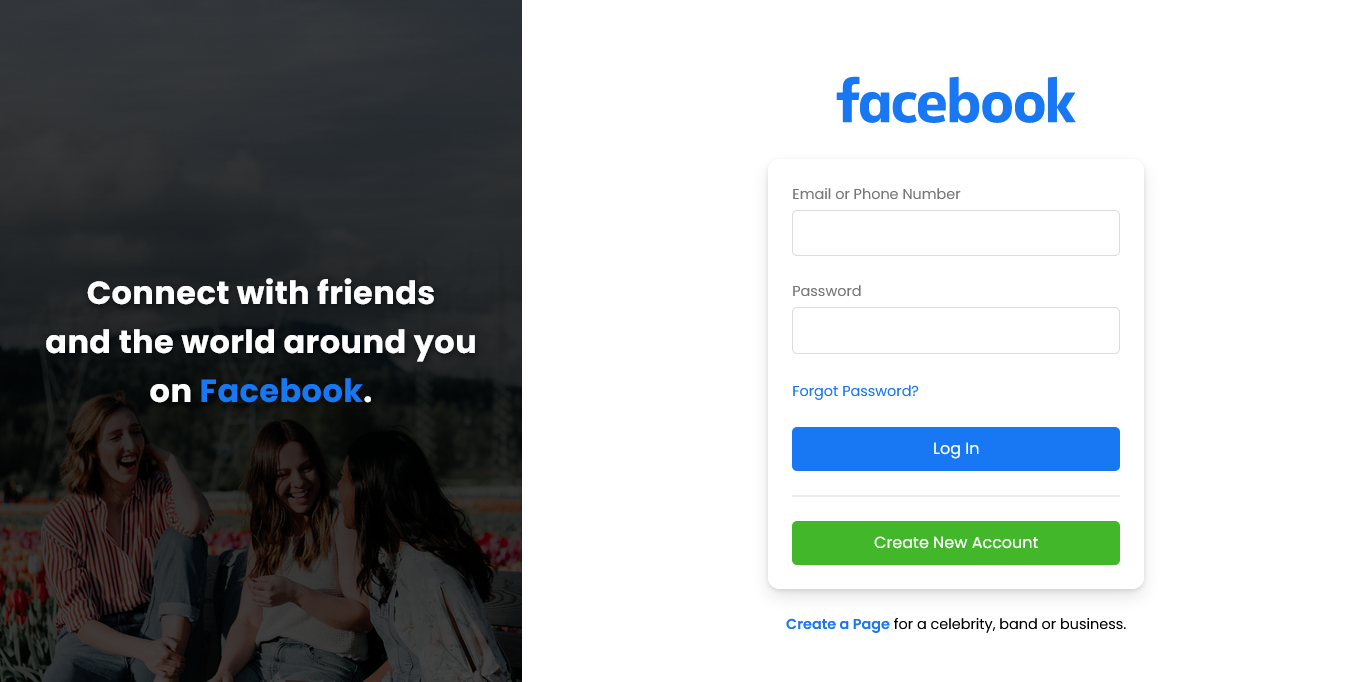 Connect with friends
and the world around you
on Facebook.
facebook
Email or Phone Number
Password
Forgot Password?
Log In
Create New Account
Create a Page for a celebrity, band or business.